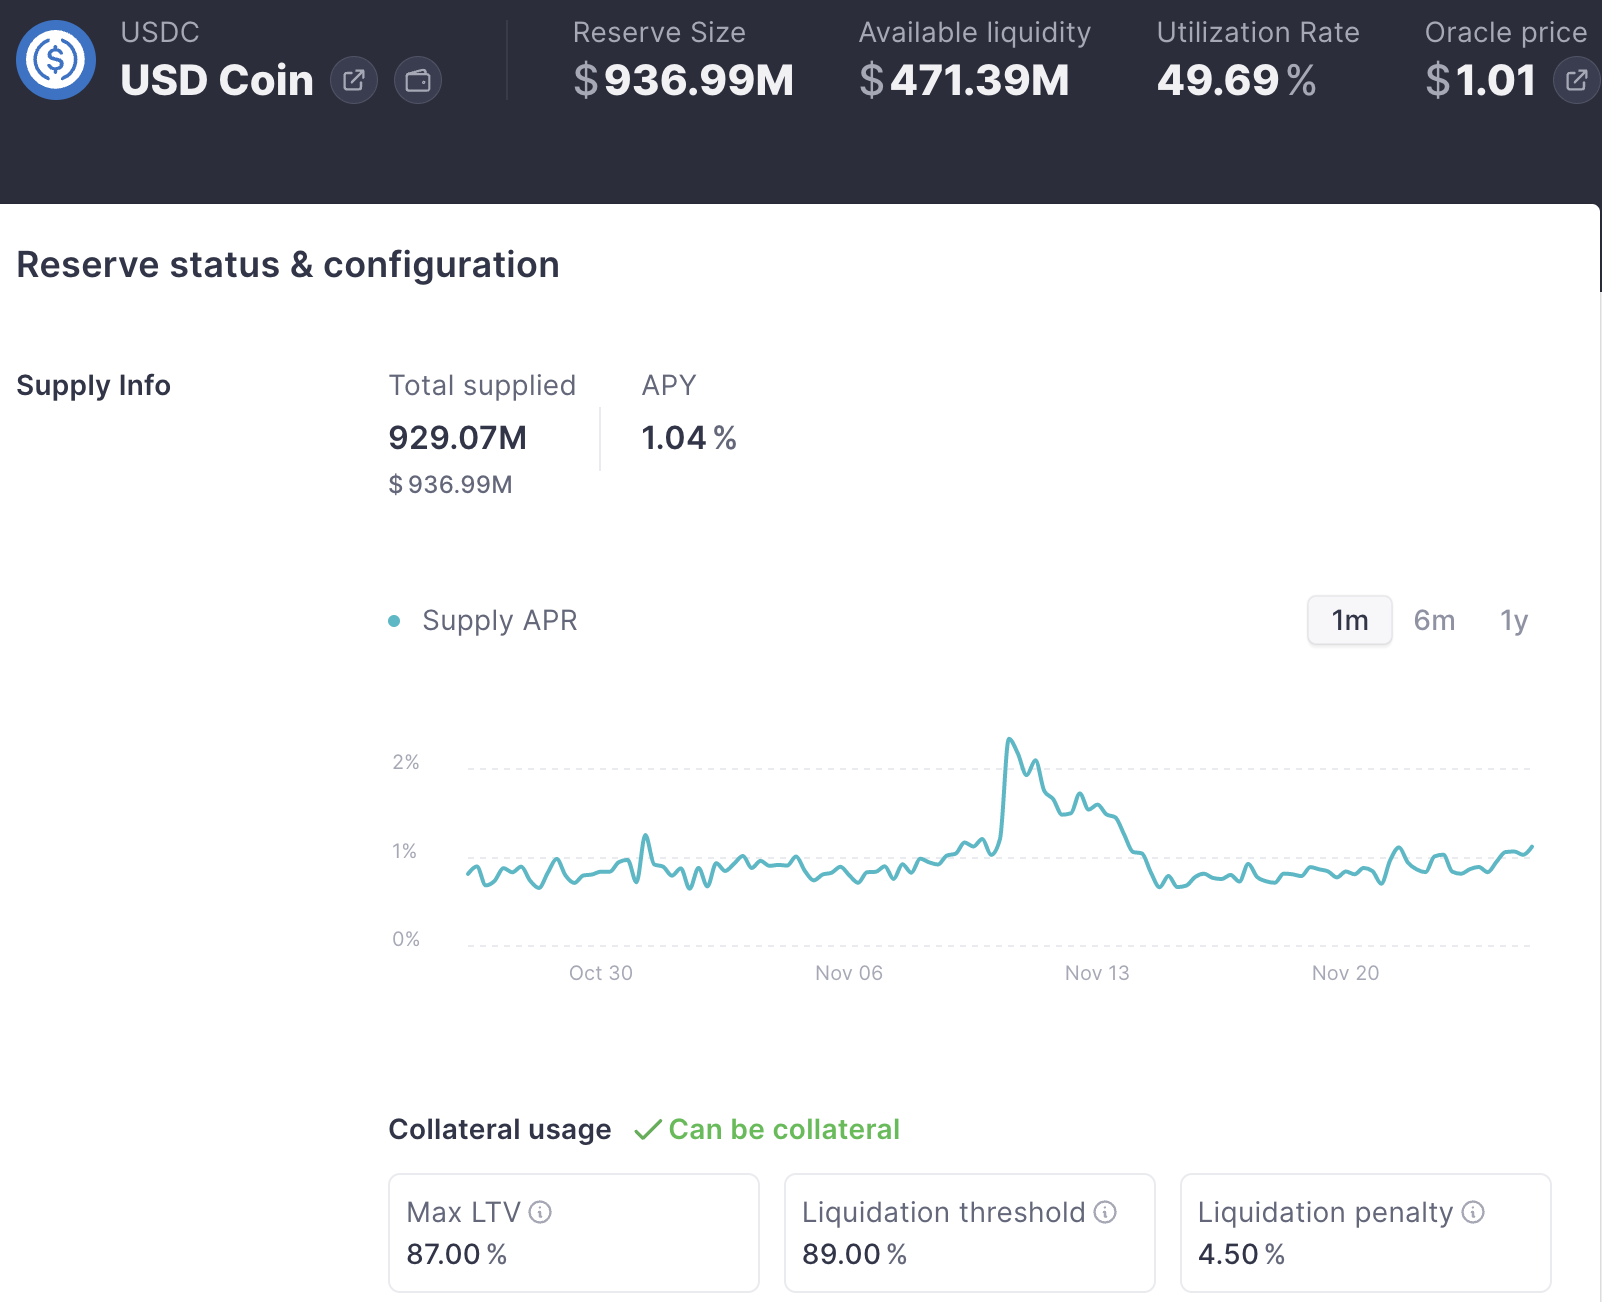 USDC
USD Coin
Reserve Size
$936.99M
Available liquidity
$471.39M
Utilization Rate
49.69%
Oracle price
$1.01
Reserve status & configuration
Supply Info
Total supplied
929.07M
$936.99M
APY
1.04%
Supply APR
1m 6m 1y
2%
1%
0%
Oct 30 Nov 06 Nov 13 Nov 20
Collateral usage Can be collateral
Max LTV
87.00%
Liquidation threshold
89.00%
Liquidation penalty
4.50%